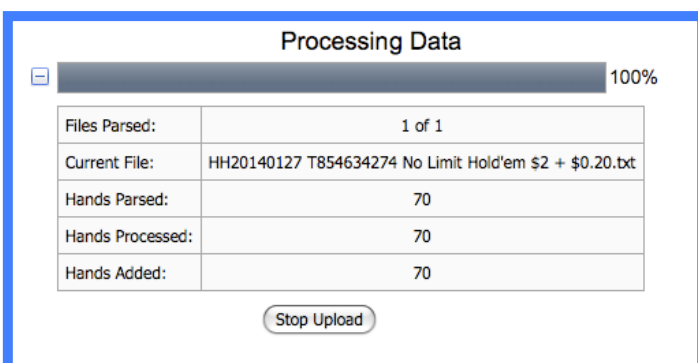 Processing Data
100%
Files Parsed: 1 of 1
Current File: HH20140127 T854634274 No Limit Hold'em $2 + $0.20.txt
Hands Parsed: 70
Hands Processed: 70
Hands Added: 70
Stop Upload